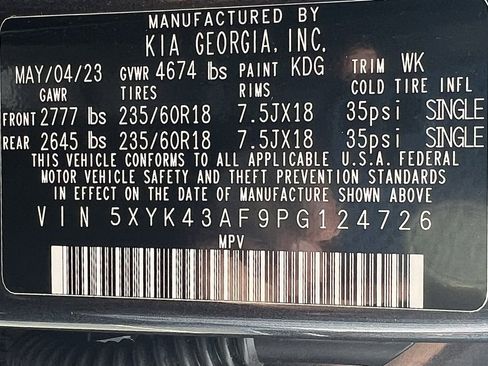 MANUFACTURED BY
KIA GEORGIA, INC.
MAY/04/23 GVWR 4674 lbs PAINT KDG TRIM WK
GAWR TIRES RIMS COLD TIRE INFL
FRONT 2777 lbs 235/60R18 7.5JX18 35psi SINGLE
REAR 2645 lbs 235/60R18 7.5JX18 35psi SINGLE
THIS VEHICLE CONFORMS TO ALL APPLICABLE U.S.A. FEDERAL
MOTOR VEHICLE SAFETY AND THEFT PREVENTION STANDARDS
IN EFFECT ON THE DATE OF MANUFACTURE SHOWN ABOVE
VIN 5XYK43AF9PG124726
MPV